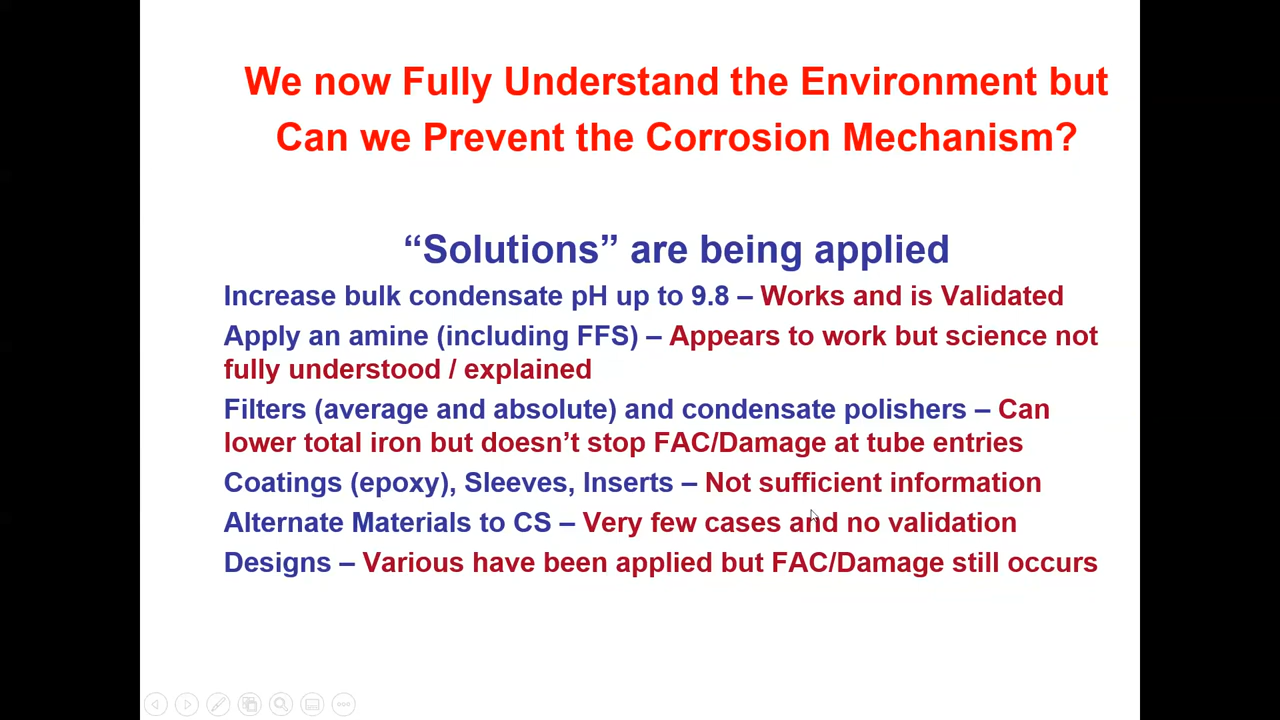 We now Fully Understand the Environment but
Can we Prevent the Corrosion Mechanism?
“Solutions” are being applied
Increase bulk condensate pH up to 9.8 – Works and is Validated
Apply an amine (including FFS) – Appears to work but science not
fully understood / explained
Filters (average and absolute) and condensate polishers – Can
lower total iron but doesn’t stop FAC/Damage at tube entries
Coatings (epoxy), Sleeves, Inserts – Not sufficient information
Alternate Materials to CS – Very few cases and no validation
Designs – Various have been applied but FAC/Damage still occurs